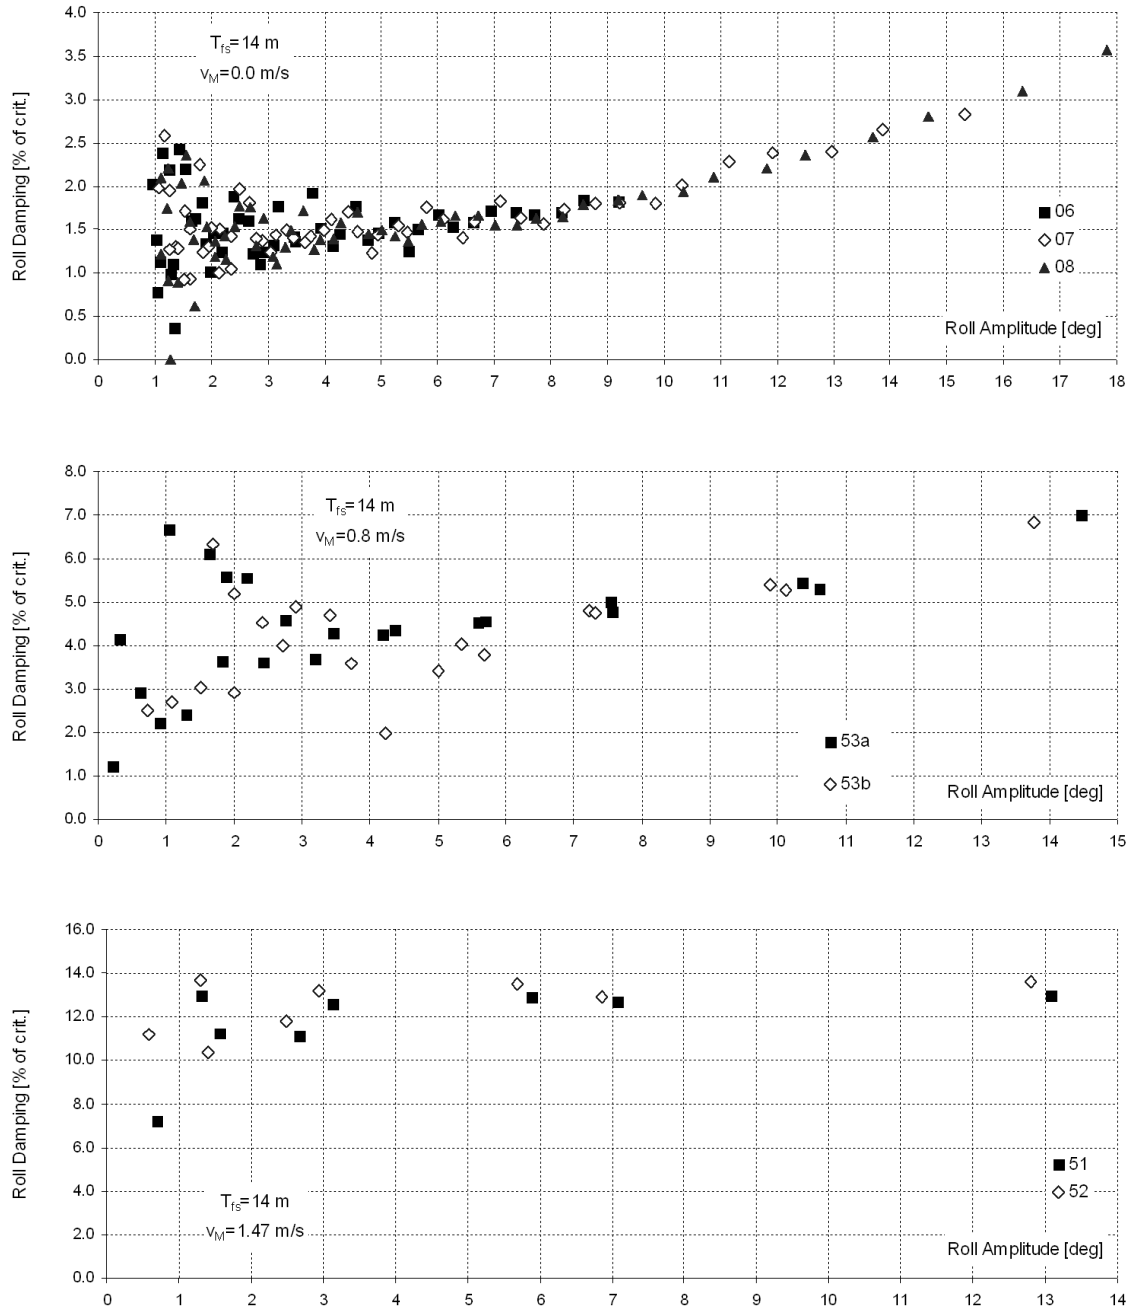 4.0
3.5
3.0
2.5
2.0
1.5
1.0
0.5
0.0
Roll Damping [% of crit.]
Tfs=14 m
vM=0.0 m/s
06
07
08
Roll Amplitude [deg]
0 1 2 3 4 5 6 7 8 9 10 11 12 13 14 15 16 17 18
8.0
7.0
6.0
5.0
4.0
3.0
2.0
1.0
0.0
Roll Damping [% of crit.]
Tfs=14 m
vM=0.8 m/s
53a
53b
Roll Amplitude [deg]
0 1 2 3 4 5 6 7 8 9 10 11 12 13 14 15
16.0
14.0
12.0
10.0
8.0
6.0
4.0
2.0
0.0
Roll Damping [% of crit.]
Tfs=14 m
vM=1.47 m/s
51
52
Roll Amplitude [deg]
0 1 2 3 4 5 6 7 8 9 10 11 12 13 14